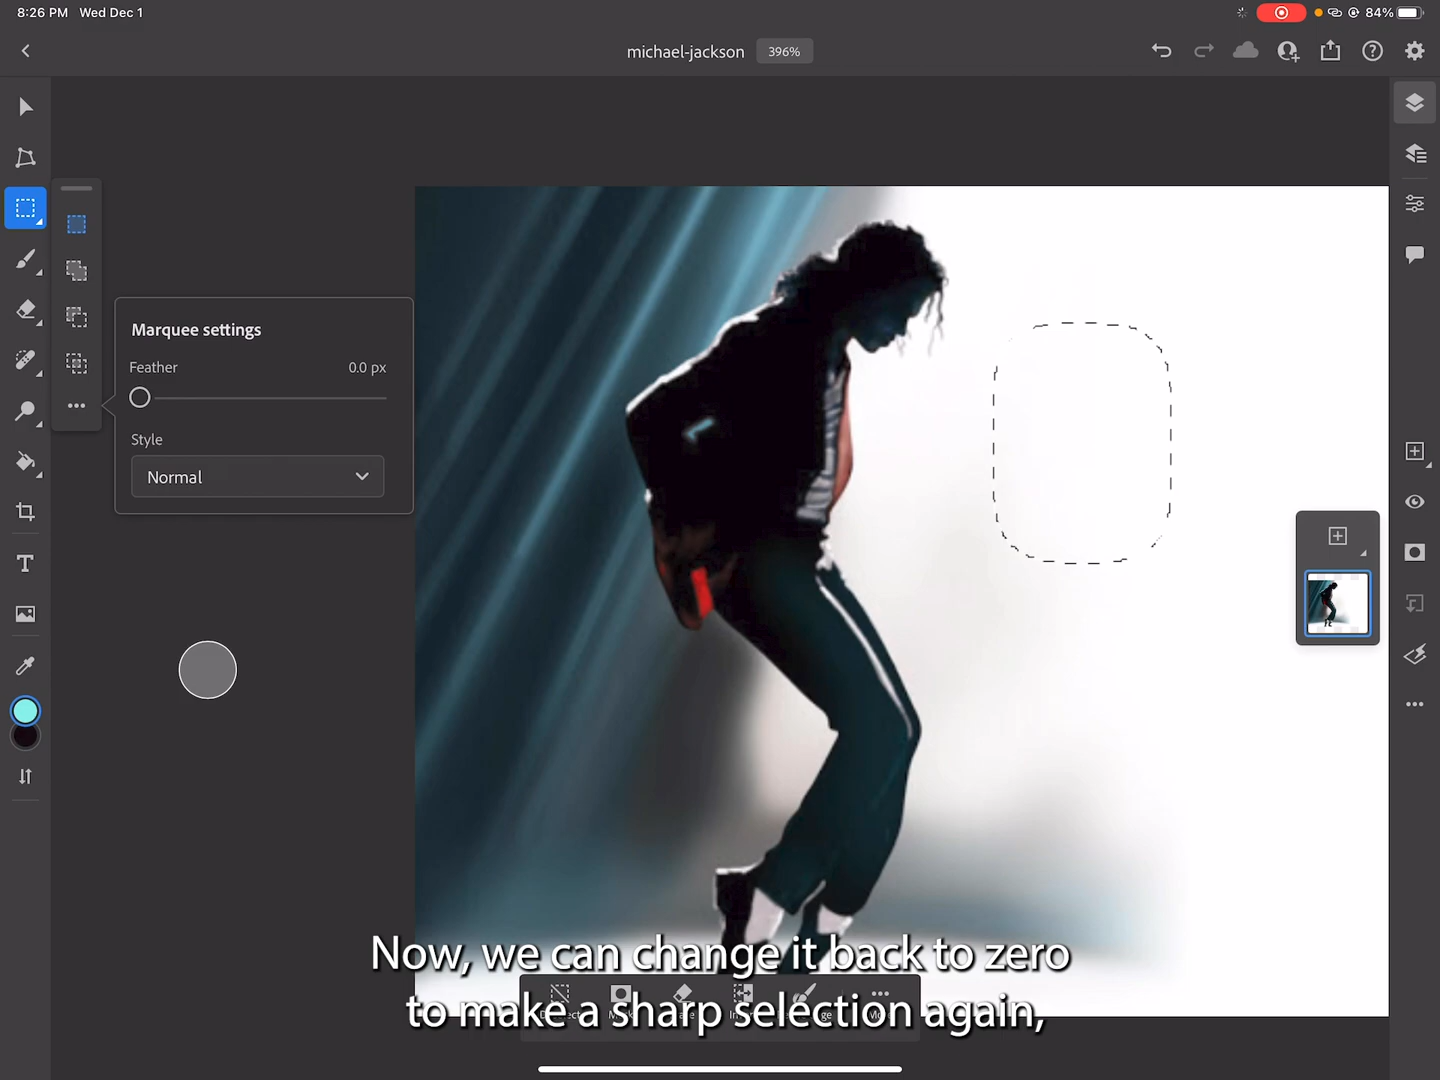 8:26 PM Wed Dec 1
84%
michael-jackson
396%
Marquee settings
Feather
0.0 px
Style
Normal
T
Now, we can change it back to zero
to make a sharp selection again,